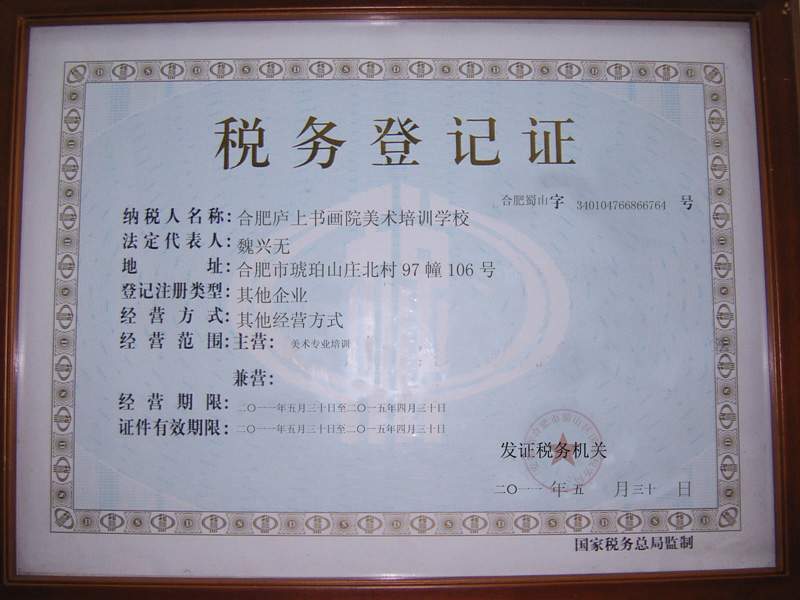 税务登记证
合肥蜀山字 340104766866764 号
纳税人名称：合肥庐上书画院美术培训学校
法定代表人：魏兴无
地址：合肥市琥珀山庄北村97幢106号
登记注册类型：其他企业
经营方式：其他经营方式
经营范围：主营：美术专业培训
兼营：
经营期限：二〇一一年五月三十日至二〇一五年四月三十日
证件有效期限：二〇一一年五月三十日至二〇一五年四月三十日
发证税务机关
二〇一一 年 五 月 三十 日
国家税务总局监制